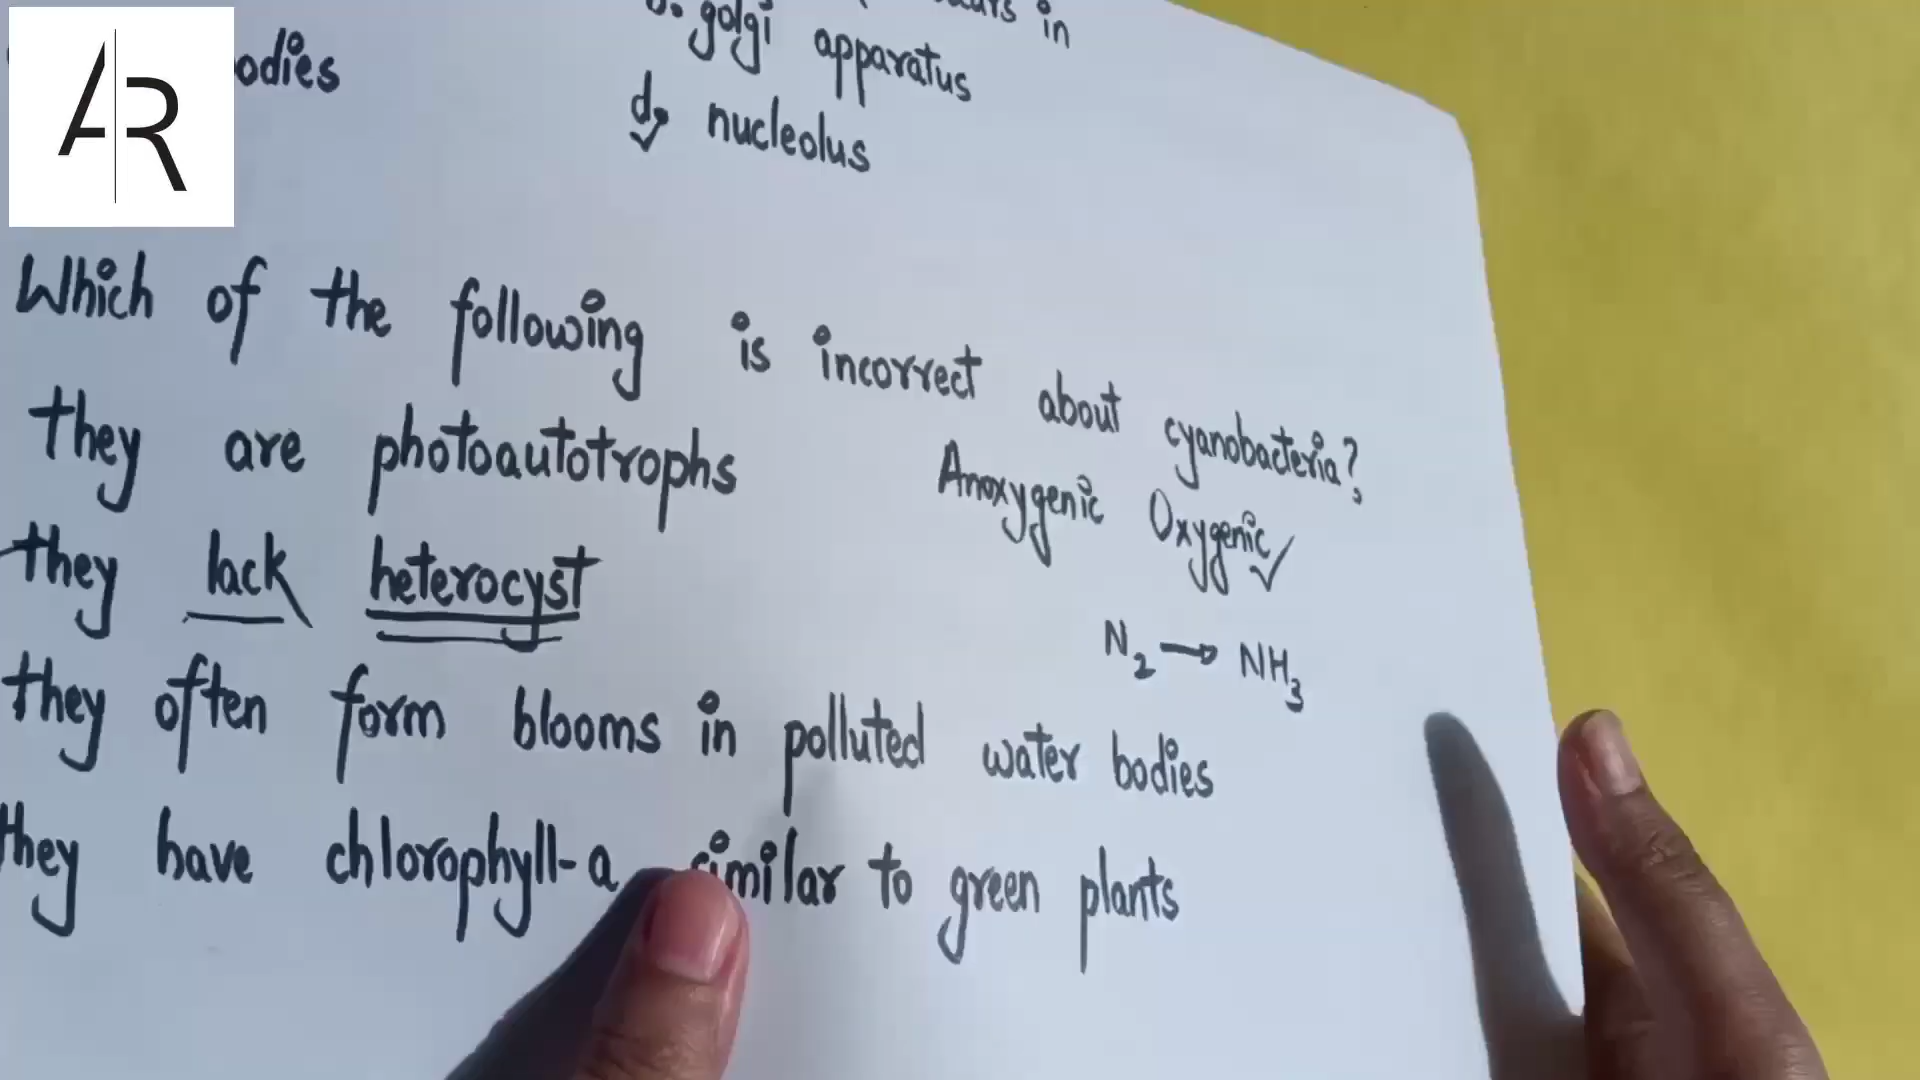 AR
in
golgi apparatus
d. nucleolus
Which of the following is incorrect about cyanobacteria?
they are photoautotrophs
Anoxygenic Oxygenic
they lack heterocyst
N2 → NH3
they often form blooms in polluted water bodies
they have chlorophyll-a similar to green plants